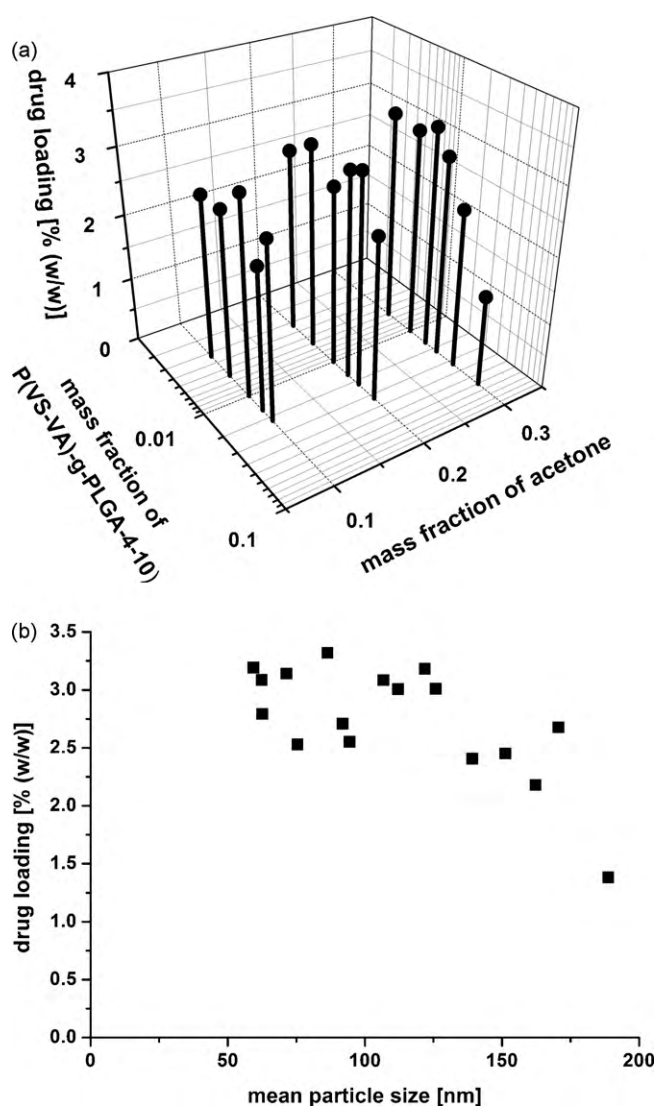 (a)
drug loading [% (w/w)]
4
3
2
1
0
mass fraction of
P(VS-VA)-g-PLGA-4-10)
0.01
0.1
0.1
0.2
0.3
mass fraction of acetone
(b)
drug loading [% (w/w)]
3.5
3.0
2.5
2.0
1.5
1.0
0.5
0.0
0
50
100
150
200
mean particle size [nm]